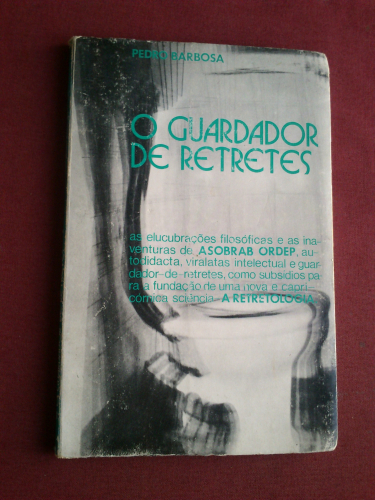 PEDRO BARBOSA
O GUARDADOR
DE RETRETES
as elucubrações filosóficas e as ina-
venturas de ASOBRAB ORDEP, au-
todidacta, viralatas intelectual e guar-
dador-de-retretes, como subsídios pa-
ra a fundação de uma nova e capri-
córnica sciência - A RETRETOLOGIA